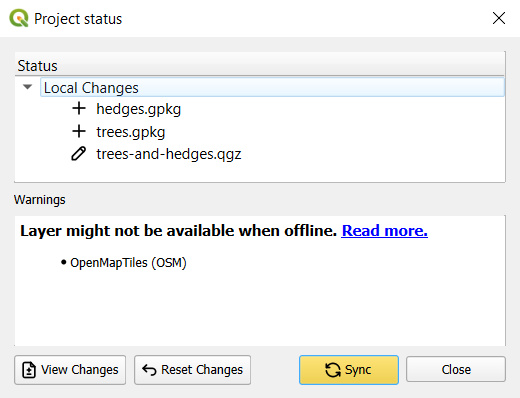 Project status
Status
Local Changes
hedges.gpkg
trees.gpkg
trees-and-hedges.qgz
Warnings
Layer might not be available when offline. Read more.
• OpenMapTiles (OSM)
View Changes
Reset Changes
Sync
Close